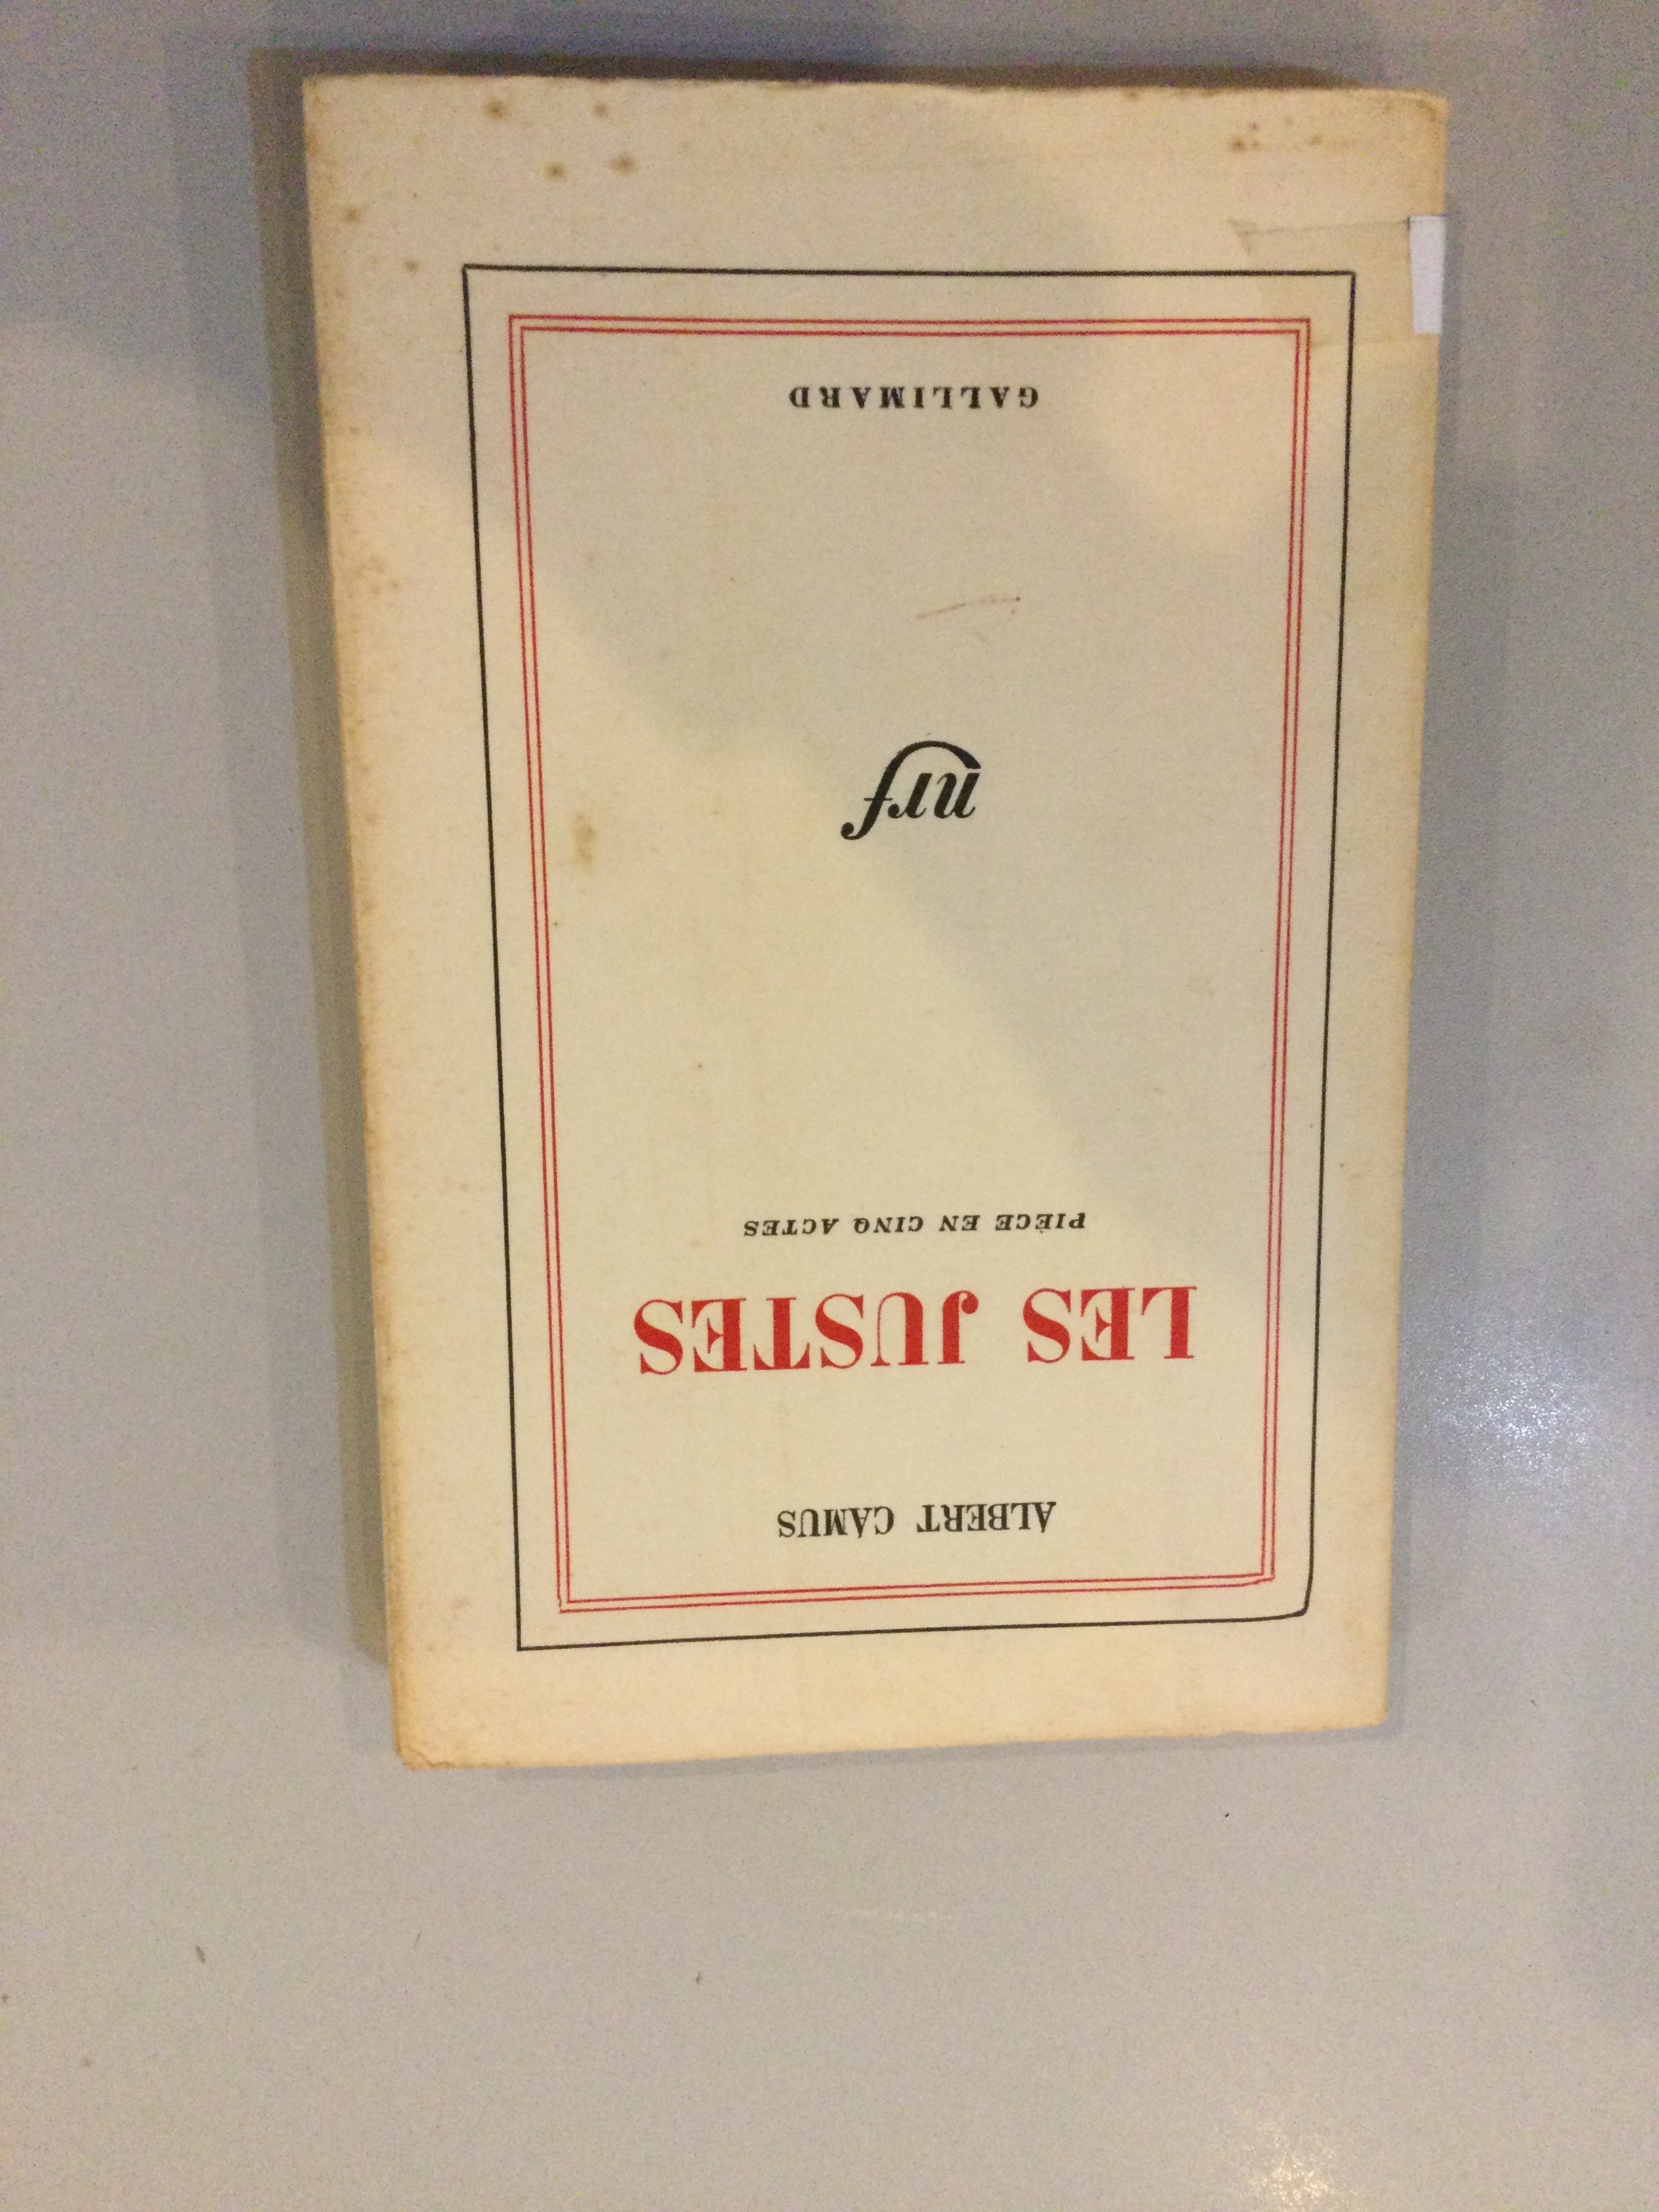 ALBERT CAMUS
LES JUSTES
PIÈCE EN CINQ ACTES
nrf
GALLIMARD